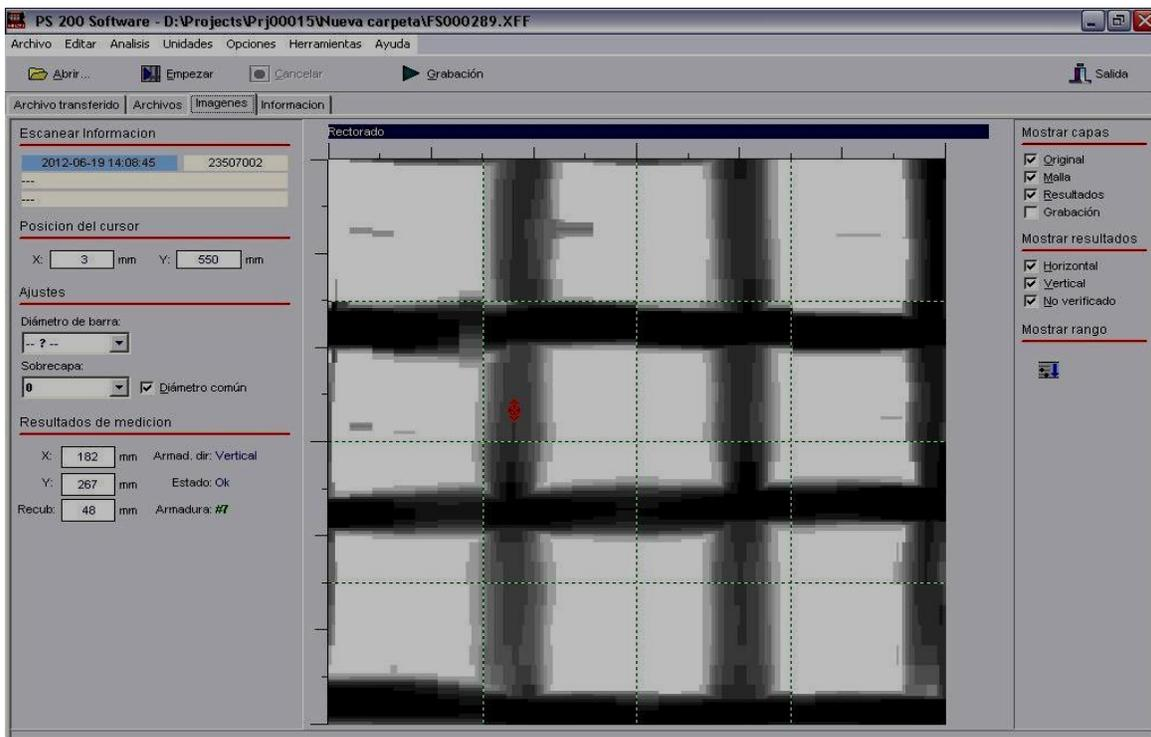 PS 200 Software - D:\Projects\Prj00015\Nueva carpeta\FS000289.XFF
Archivo Editar Analisis Unidades Opciones Herramientas Ayuda
Abrir... Empezar Cancelar Grabación Salida
Archivo transferido Archivos Imagenes Informacion
Escanear Informacion
2012-06-19 14:08:45 23507002
---
---
Posicion del cursor
X: 3 mm Y: 550 mm
Ajustes
Diámetro de barra:
-- ? --
Sobrecapa:
0 Diámetro común
Resultados de medicion
X: 182 mm Armad. dir: Vertical
Y: 267 mm Estado: Ok
Recub: 48 mm Armadura: #7
Rectorado
Mostrar capas
Original
Malla
Resultados
Grabación
Mostrar resultados
Horizontal
Vertical
No verificado
Mostrar rango